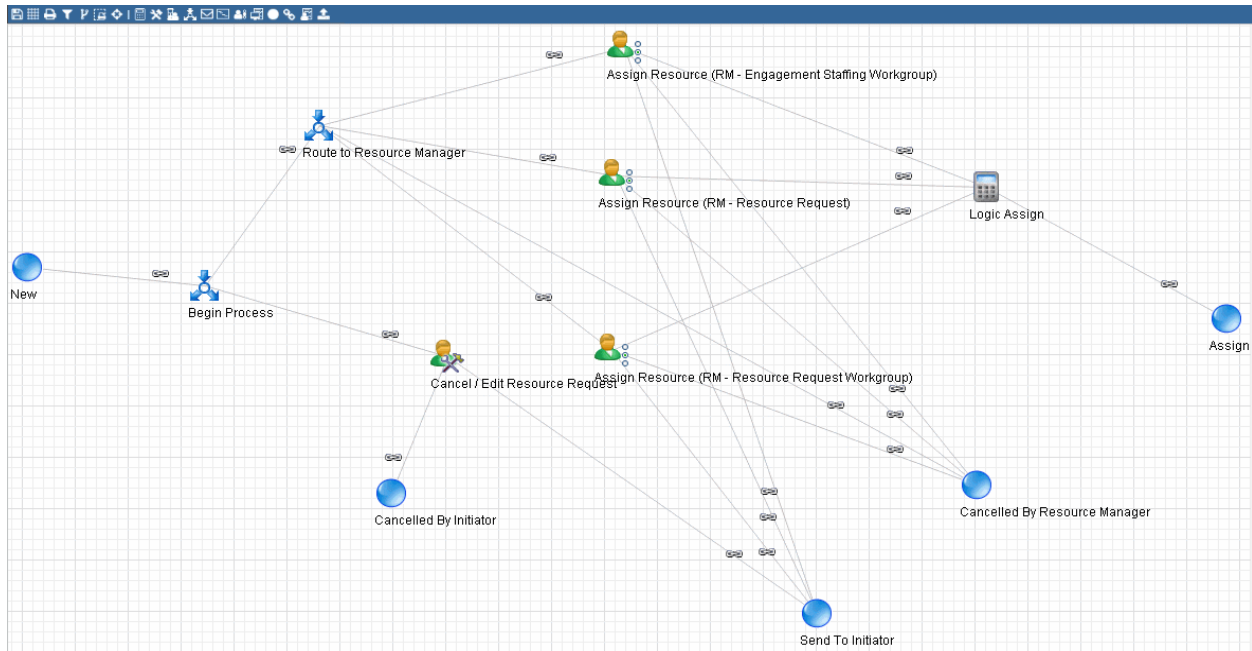 Assign Resource (RM - Engagement Staffing Workgroup)
Route to Resource Manager
Assign Resource (RM - Resource Request)
Logic Assign
New
Begin Process
Assign
Cancel / Edit Resource Request
Assign Resource (RM - Resource Request Workgroup)
Cancelled By Initiator
Cancelled By Resource Manager
Send To Initiator